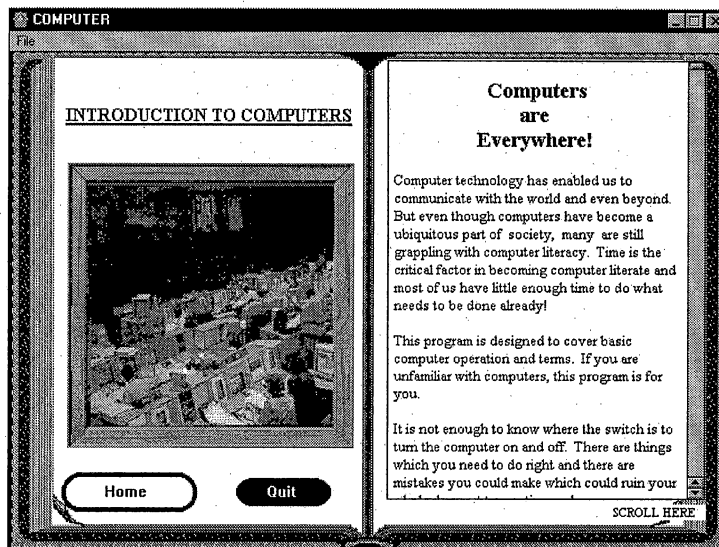 COMPUTER
File
INTRODUCTION TO COMPUTERS
Home
Quit
Computers
are
Everywhere!
Computer technology has enabled us to
communicate with the world and even beyond.
But even though computers have become a
ubiquitous part of society, many are still
grappling with computer literacy. Time is the
critical factor in becoming computer literate and
most of us have little enough time to do what
needs to be done already!
This program is designed to cover basic
computer operation and terms. If you are
unfamiliar with computers, this program is for
you.
It is not enough to know where the switch is to
turn the computer on and off. There are things
which you need to do right and there are
mistakes you could make which could ruin your
SCROLL HERE